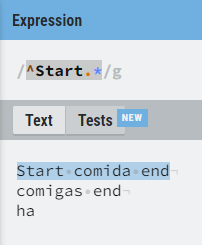 Expression
/^Start.*/g
Text Tests NEW
Start comida end
comigas end
ha